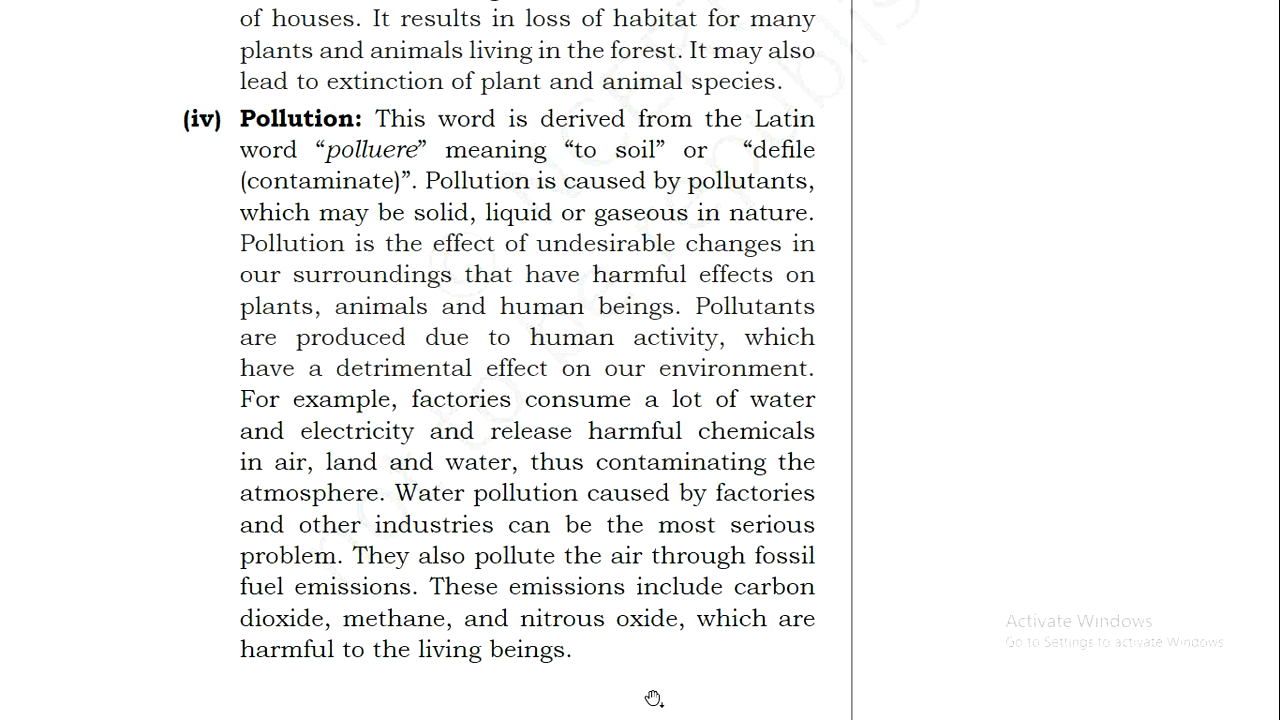 of houses. It results in loss of habitat for many
plants and animals living in the forest. It may also
lead to extinction of plant and animal species.
(iv) Pollution: This word is derived from the Latin
word “polluere” meaning “to soil” or “defile
(contaminate)”. Pollution is caused by pollutants,
which may be solid, liquid or gaseous in nature.
Pollution is the effect of undesirable changes in
our surroundings that have harmful effects on
plants, animals and human beings. Pollutants
are produced due to human activity, which
have a detrimental effect on our environment.
For example, factories consume a lot of water
and electricity and release harmful chemicals
in air, land and water, thus contaminating the
atmosphere. Water pollution caused by factories
and other industries can be the most serious
problem. They also pollute the air through fossil
fuel emissions. These emissions include carbon
dioxide, methane, and nitrous oxide, which are
harmful to the living beings.
Activate Windows
Go to Settings to activate Windows.